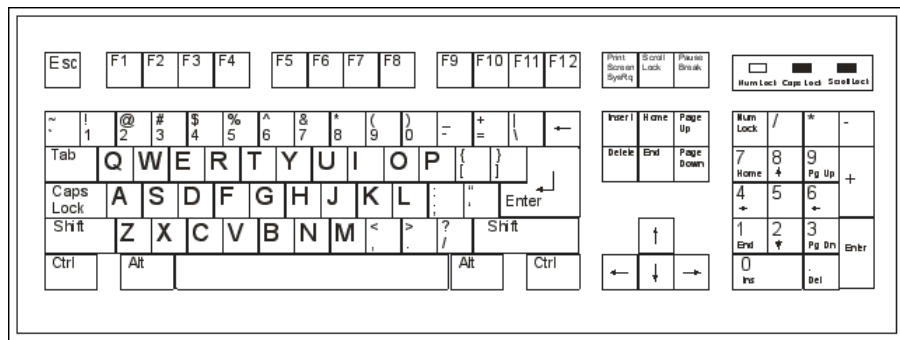 Esc F1 F2 F3 F4 F5 F6 F7 F8 F9 F10 F11 F12 Print Screen SysRq Scroll Lock Pause Break
Num Lock Caps Lock Scroll Lock
~ ! @ # $ % ^ & * ( ) _ + |
` 1 2 3 4 5 6 7 8 9 0 - = \ ←
Insert Home Page Up
Num Lock / * -
Tab Q W E R T Y U I O P { [ } ]
Delete End Page Down
7 Home 8 ↑ 9 Pg Up +
Caps Lock A S D F G H J K L : ; " ' Enter
4 ← 5 6 ←
Shift Z X C V B N M < , > . ? / Shift
↑
1 End 2 ↓ 3 Pg Dn Enter
Ctrl Alt Alt Ctrl
← ↓ →
0 Ins . Del